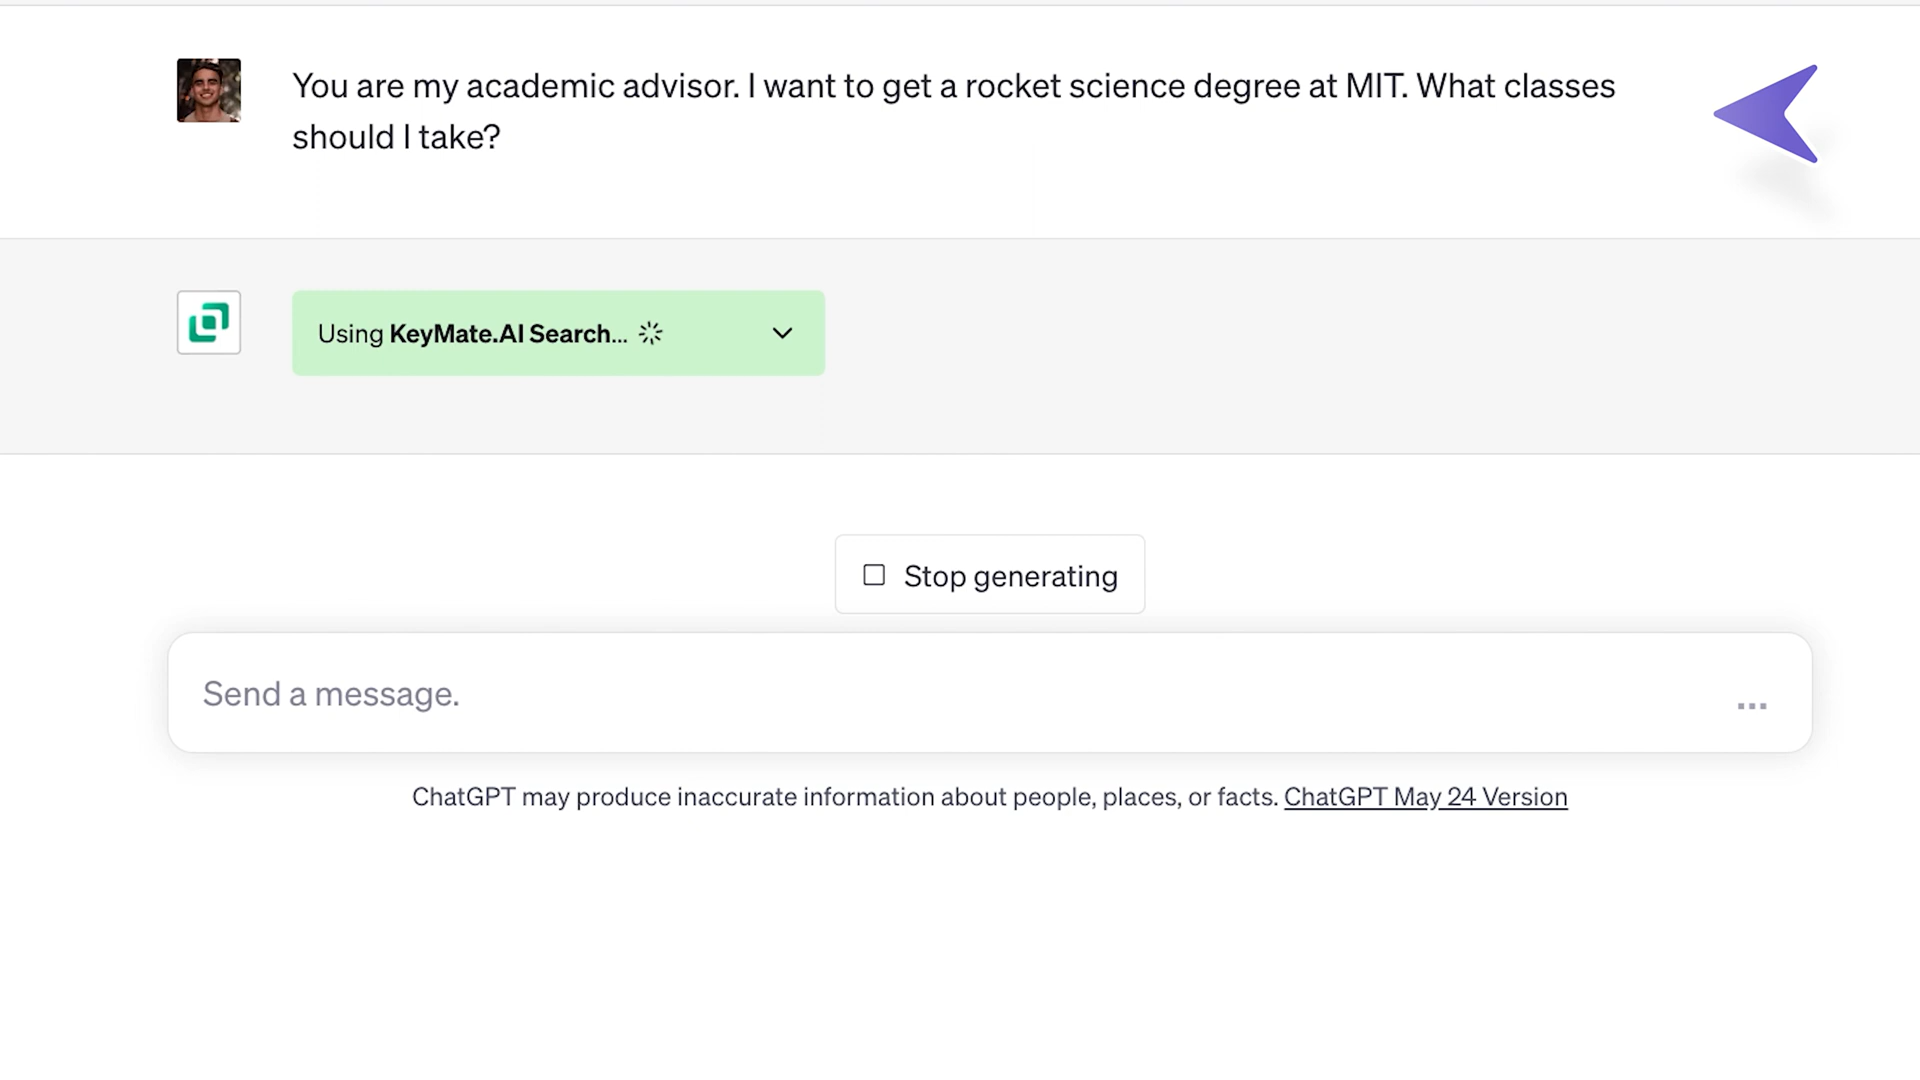 You are my academic advisor. I want to get a rocket science degree at MIT. What classes
should I take?
Using KeyMate.AI Search...
Stop generating
Send a message.
ChatGPT may produce inaccurate information about people, places, or facts. ChatGPT May 24 Version